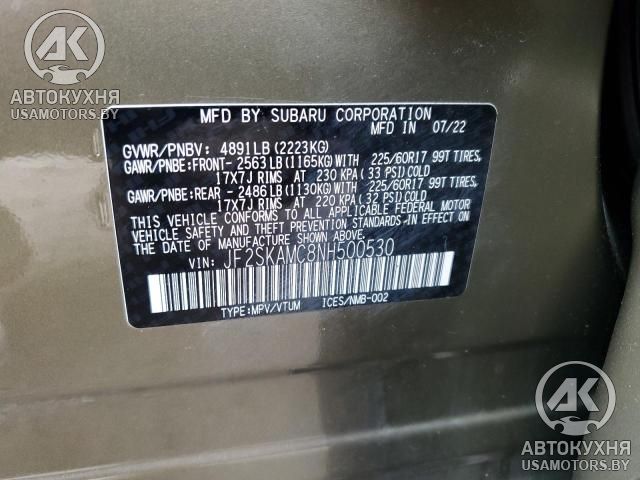 АК
АВТОКУХНЯ
USAMOTORS.BY
MFD BY SUBARU CORPORATION
MFD IN 07/22
GVWR/PNBV: 4891LB (2223KG)
GAWR/PNBE:FRONT- 2563LB(1165KG)WITH 225/60R17 99T TIRES,
17X7J RIMS AT 230 KPA(33 PSI)COLD
GAWR/PNBE:REAR - 2486LB(1130KG)WITH 225/60R17 99T TIRES,
17X7J RIMS AT 220 KPA(32 PSI)COLD
THIS VEHICLE CONFORMS TO ALL APPLICABLE FEDERAL MOTOR
VEHICLE SAFETY, BUMPER, AND THEFT PREVENTION STANDARDS
IN EFFECT ON THE DATE OF MANUFACTURE SHOWN ABOVE.
VIN: JF2SKAMC8NH500530
TYPE:MPV/VTUM ICES/NMB-002
АК
АВТОКУХНЯ
USAMOTORS.BY